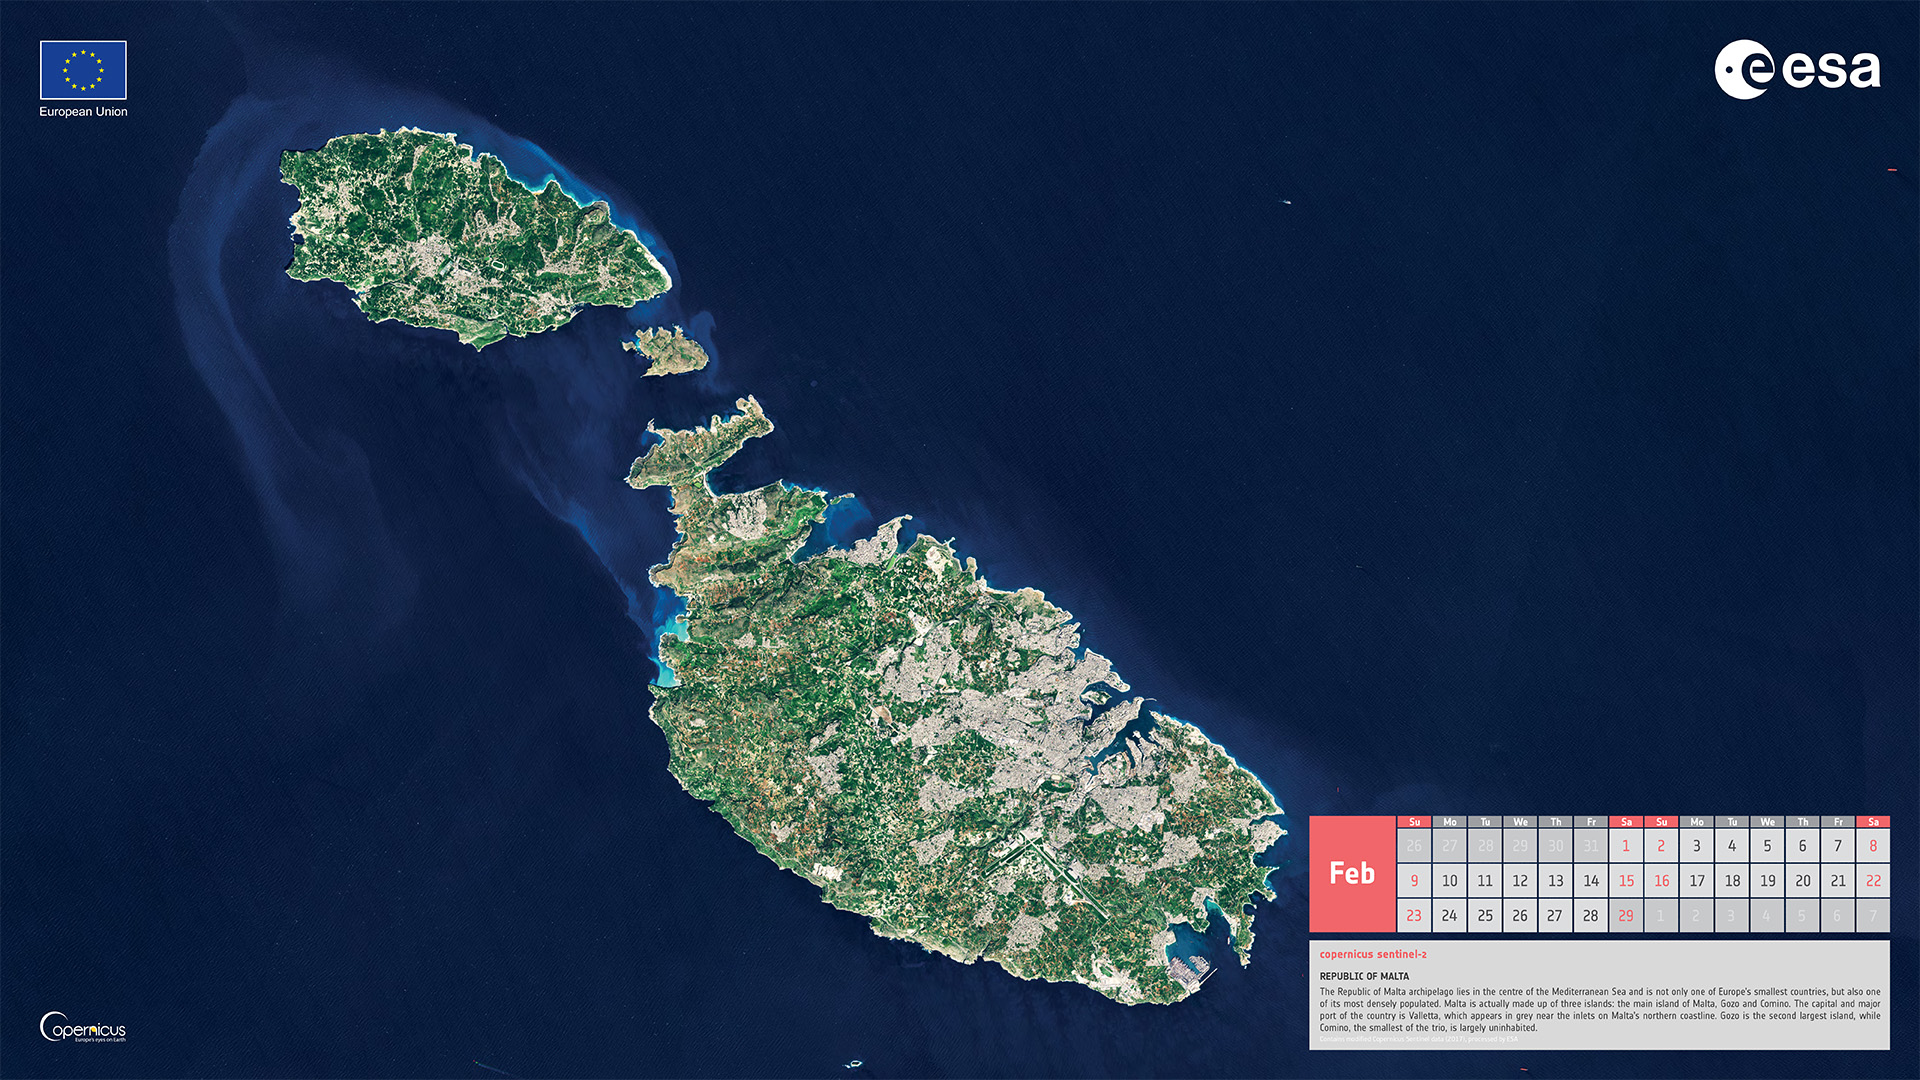 European Union
esa
Feb
Su Mo Tu We Th Fr Sa Su Mo Tu We Th Fr Sa
26 27 28 29 30 31 1 2 3 4 5 6 7 8
9 10 11 12 13 14 15 16 17 18 19 20 21 22
23 24 25 26 27 28 29 1 2 3 4 5 6 7
copernicus sentinel-2
REPUBLIC OF MALTA
The Republic of Malta archipelago lies in the centre of the Mediterranean Sea and is not only one of Europe's smallest countries, but also one
of its most densely populated. Malta is actually made up of three islands: the main island of Malta, Gozo and Comino. The capital and major
port of the country is Valletta, which appears in grey near the inlets on Malta's northern coastline. Gozo is the second largest island, while
Comino, the smallest of the trio, is largely uninhabited.
Contains modified Copernicus Sentinel data (2017), processed by ESA
Copernicus
Europe's eyes on Earth